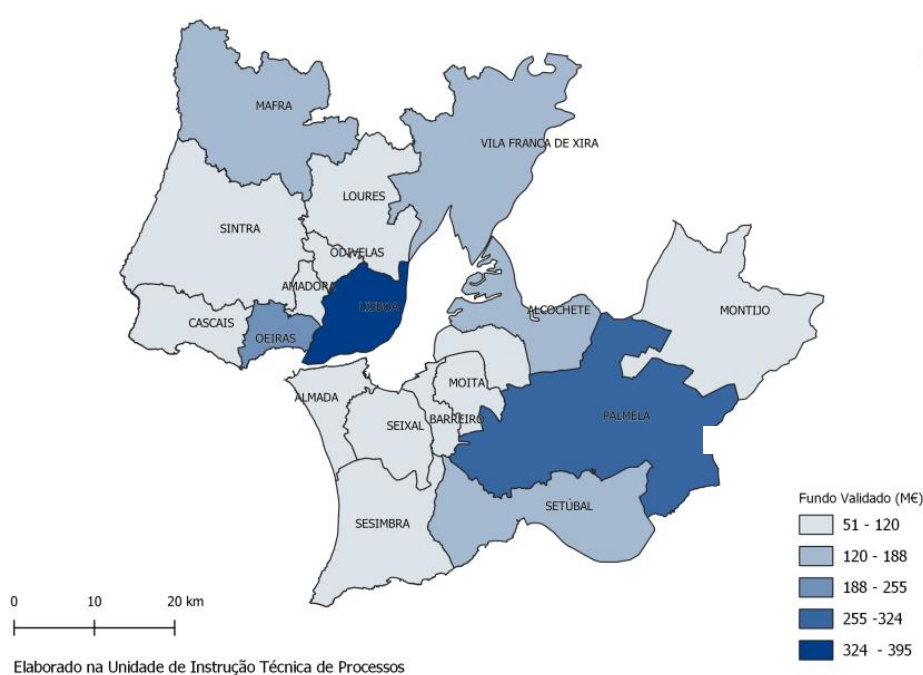 MAFRA
VILA FRANCA DE XIRA
LOURES
SINTRA
ODIVELAS
AMADORA
LISBOA
CASCAIS
OEIRAS
ALCOCHETE
MONTIJO
MOITA
ALMADA
SEIXAL
BARREIRO
PALMELA
SETÚBAL
SESIMBRA
Fundo Validado (M€)
51 - 120
120 - 188
188 - 255
255 -324
324 - 395
0 10 20 km
Elaborado na Unidade de Instrução Técnica de Processos